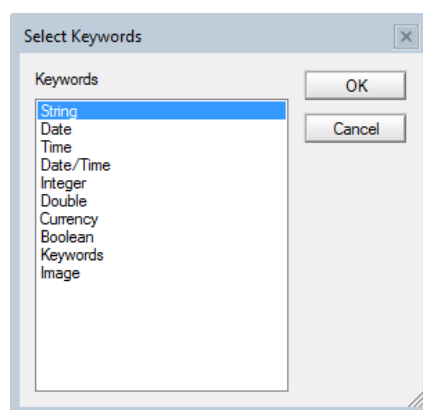 Select Keywords
Keywords
OK
String
Cancel
Date
Time
Date/Time
Integer
Double
Currency
Boolean
Keywords
Image